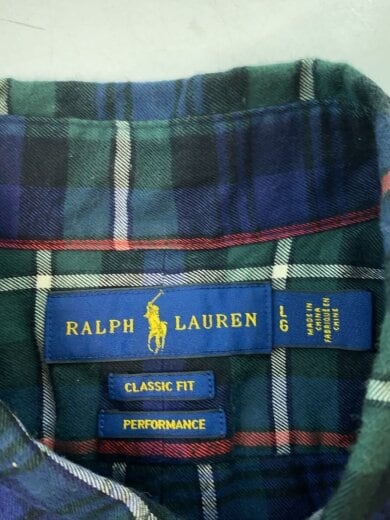 RALPH LAUREN
L
G
MADE IN
CHINA
FABRIQUÉ EN
CHINE
CLASSIC FIT
PERFORMANCE